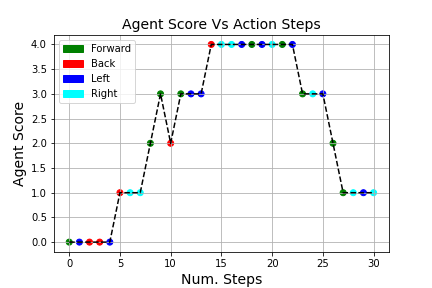 Agent Score Vs Action Steps
Forward
Back
Left
Right
Agent Score
4.0
3.5
3.0
2.5
2.0
1.5
1.0
0.5
0.0
0 5 10 15 20 25 30
Num. Steps